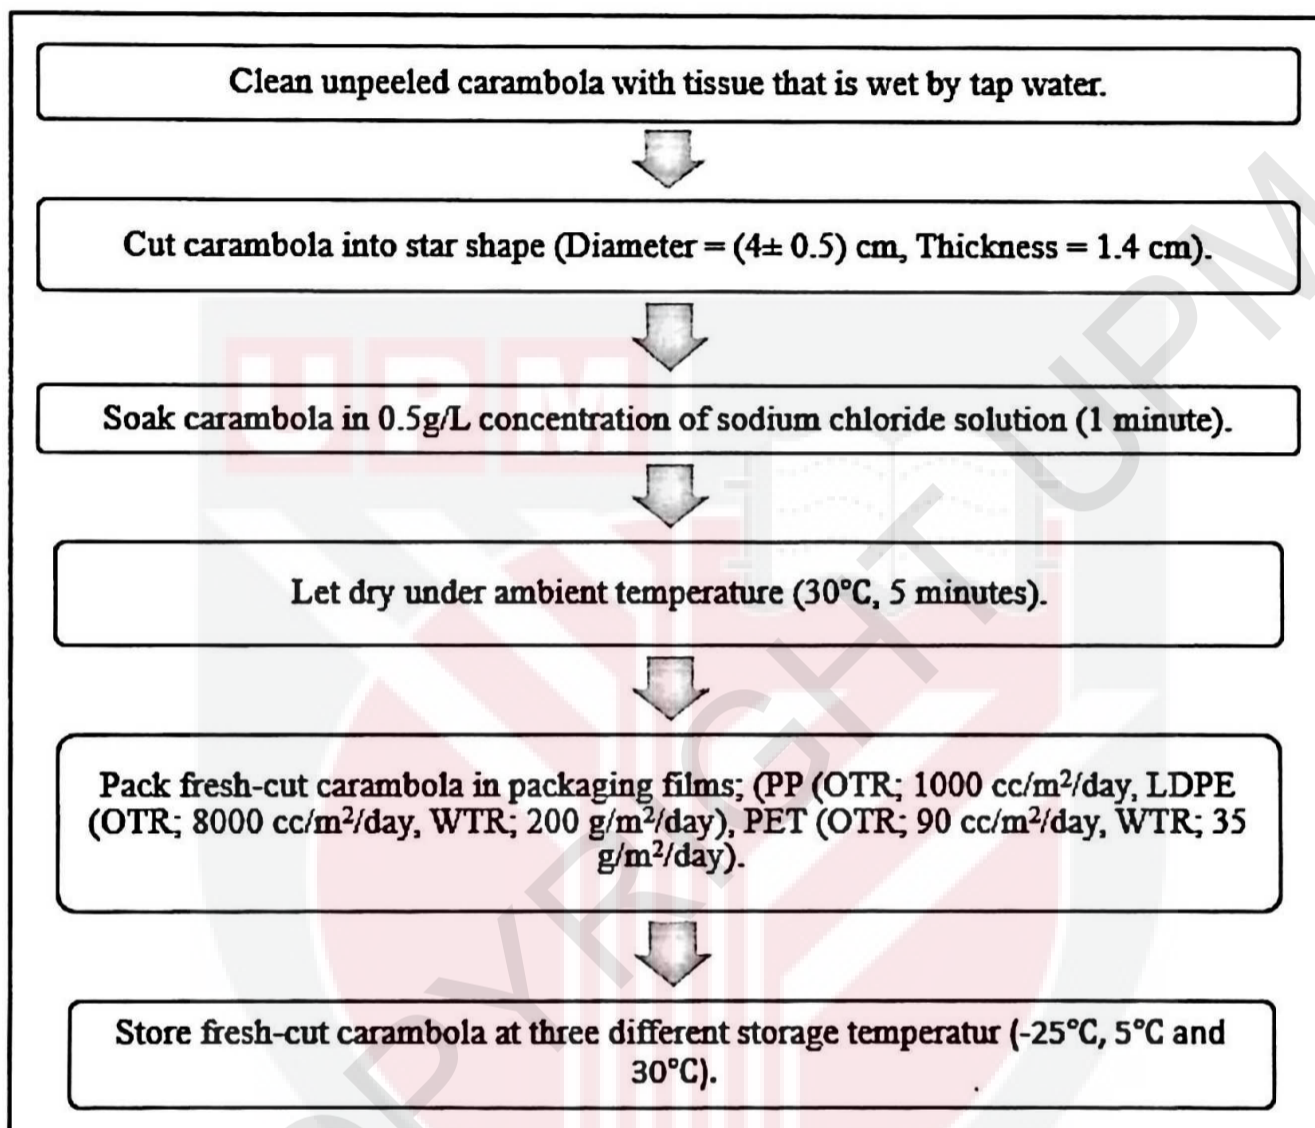 Clean unpeeled carambola with tissue that is wet by tap water.
Cut carambola into star shape (Diameter = (4± 0.5) cm, Thickness = 1.4 cm).
UPM
Soak carambola in 0.5g/L concentration of sodium chloride solution (1 minute).
Let dry under ambient temperature (30°C, 5 minutes).
Pack fresh-cut carambola in packaging films; (PP (OTR; 1000 cc/m²/day, LDPE
(OTR; 8000 cc/m²/day, WTR; 200 g/m²/day), PET (OTR; 90 cc/m²/day, WTR; 35
g/m²/day).
Store fresh-cut carambola at three different storage temperatur (-25°C, 5°C and
30°C).
OPYRIGHT UPM